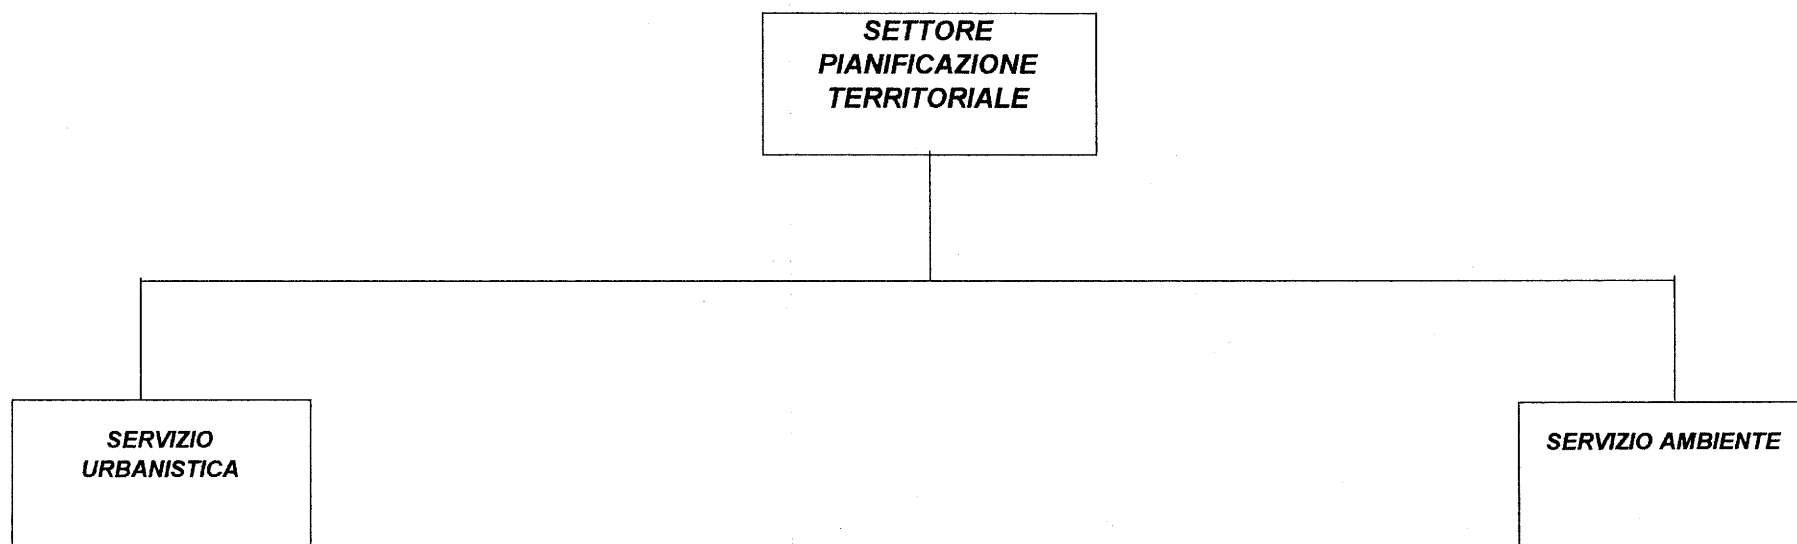 SETTORE
PIANIFICAZIONE
TERRITORIALE
SERVIZIO
URBANISTICA
SERVIZIO AMBIENTE